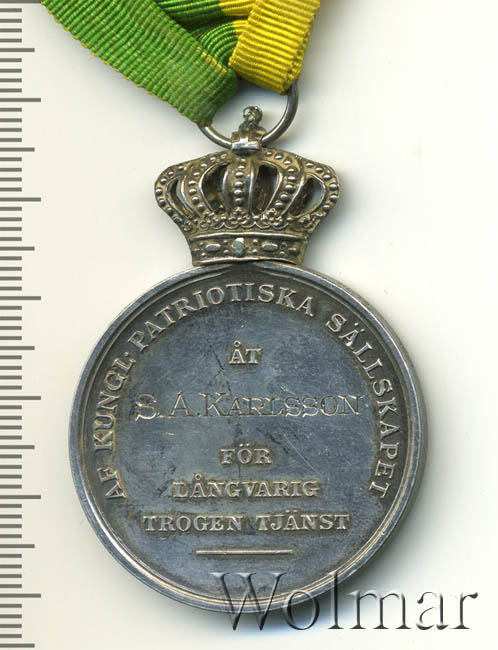 AF KUNGL: PATRIOTISKA SÄLLSKAPET
ÅT
S. A. KARLSSON
FÖR
LÅNGVARIG
TROGEN TJÄNST
Wolmar